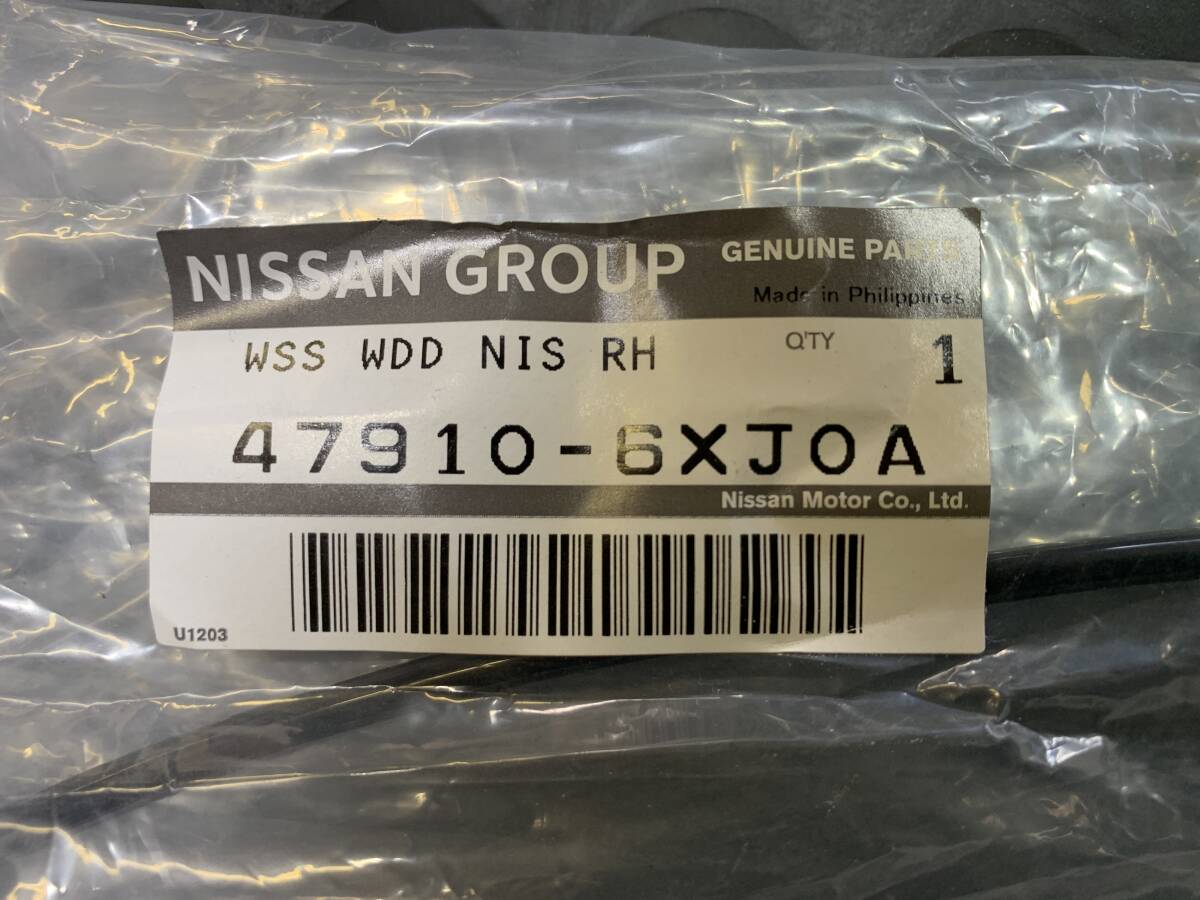 NISSAN GROUP
GENUINE PARTS
Made in Philippines
WSS WDD NIS RH
Q'TY 1
47910-6XJ0A
Nissan Motor Co., Ltd.
U1203